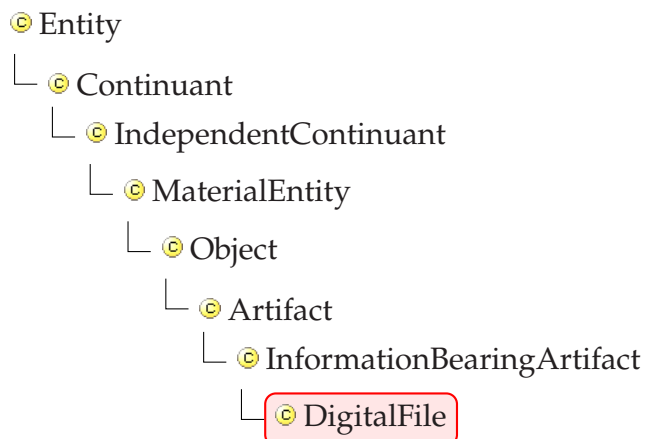 Entity
Continuant
IndependentContinuant
MaterialEntity
Object
Artifact
InformationBearingArtifact
DigitalFile